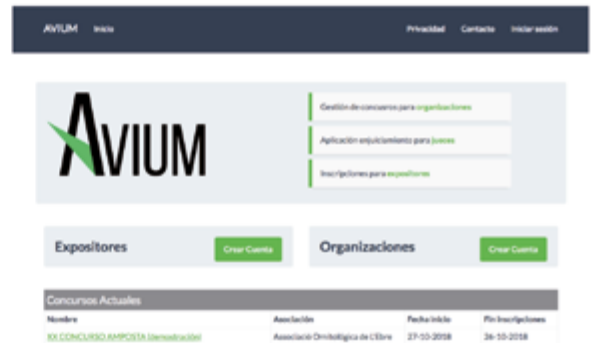 AVIUM Inicio Privacidad Contacto Iniciar sesión
AVIUM
Gestión de concursos para organizaciones
Aplicación enjuiciamiento para jueces
Inscripciones para expositores
Expositores Crear Cuenta Organizaciones Crear Cuenta
Concursos Actuales
Nombre Asociación Fecha inicio Fin Inscripciones
XX CONCURSO AMPOSTA (demostración) Associació Ornitològica de L'Ebre 27-10-2018 26-10-2018